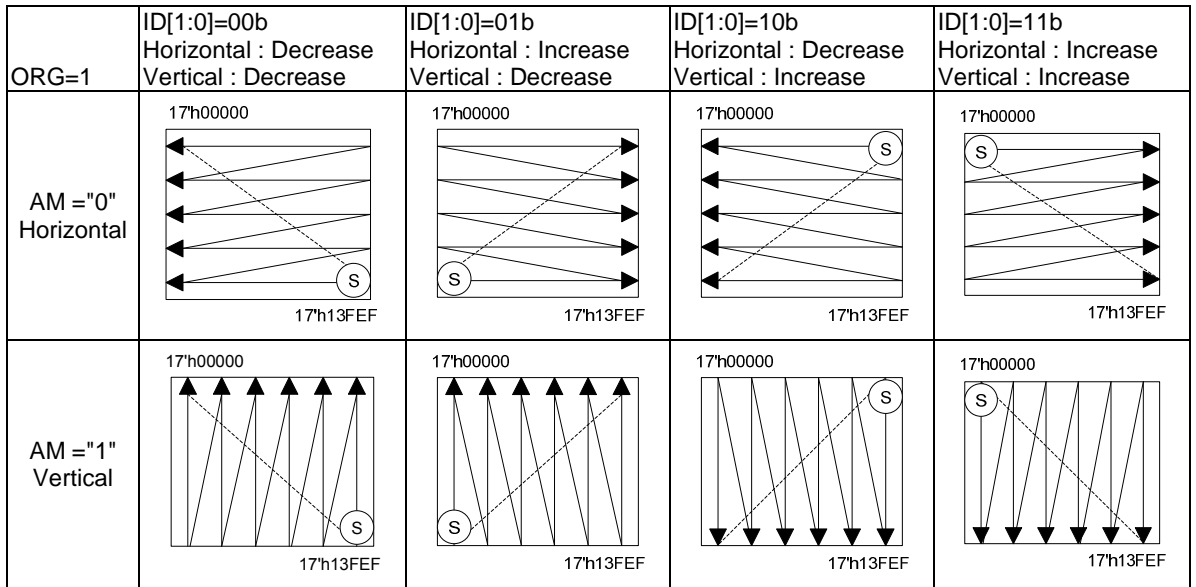 ORG=1
ID[1:0]=00b
Horizontal : Decrease
Vertical : Decrease
ID[1:0]=01b
Horizontal : Increase
Vertical : Decrease
ID[1:0]=10b
Horizontal : Decrease
Vertical : Increase
ID[1:0]=11b
Horizontal : Increase
Vertical : Increase
AM ="0"
Horizontal
17'h00000
S
17'h13FEF
17'h00000
S
17'h13FEF
17'h00000
S
17'h13FEF
17'h00000
S
17'h13FEF
AM ="1"
Vertical
17'h00000
S
17'h13FEF
17'h00000
S
17'h13FEF
17'h00000
S
17'h13FEF
17'h00000
S
17'h13FEF